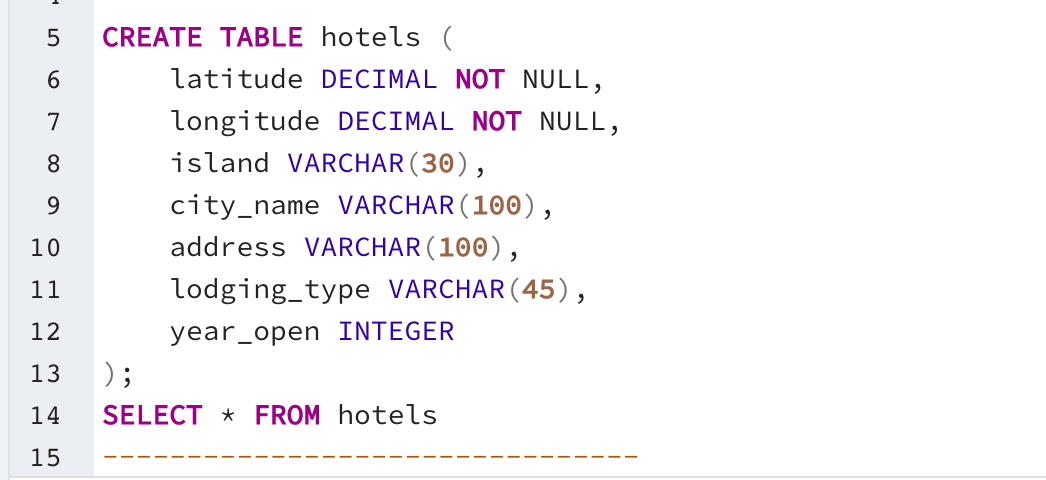 5 CREATE TABLE hotels (
6     latitude DECIMAL NOT NULL,
7     longitude DECIMAL NOT NULL,
8     island VARCHAR(30),
9     city_name VARCHAR(100),
10     address VARCHAR(100),
11     lodging_type VARCHAR(45),
12     year_open INTEGER
13 );
14 SELECT * FROM hotels
15 --------------------------------